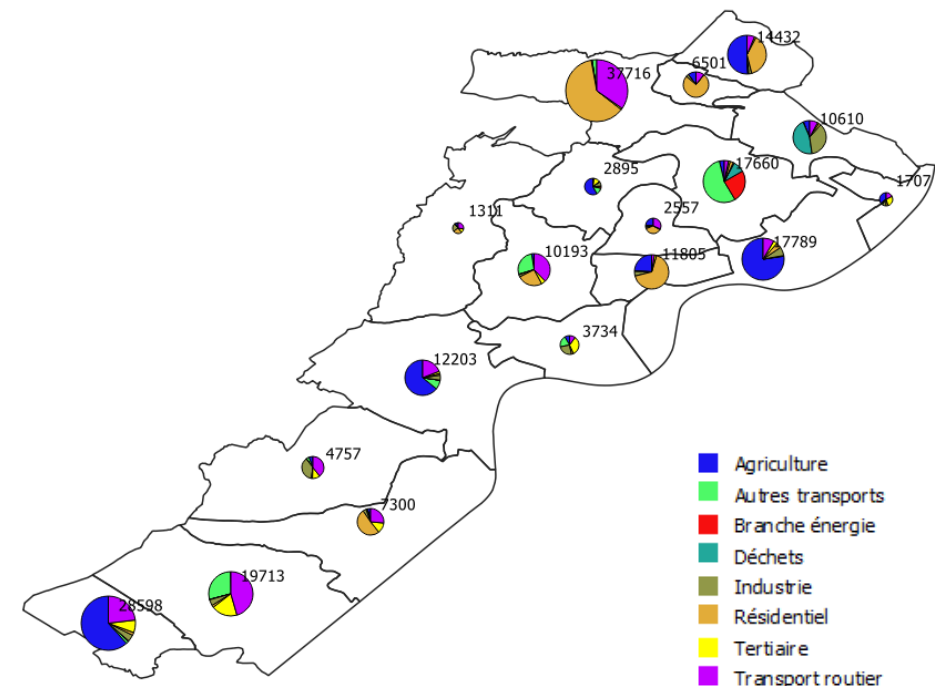 14432
6501
37716
10610
17660
2895
1707
2557
1311
17789
10193
11805
3734
12203
4757
7300
19713
28598
Agriculture
Autres transports
Branche énergie
Déchets
Industrie
Résidentiel
Tertiaire
Transport routier